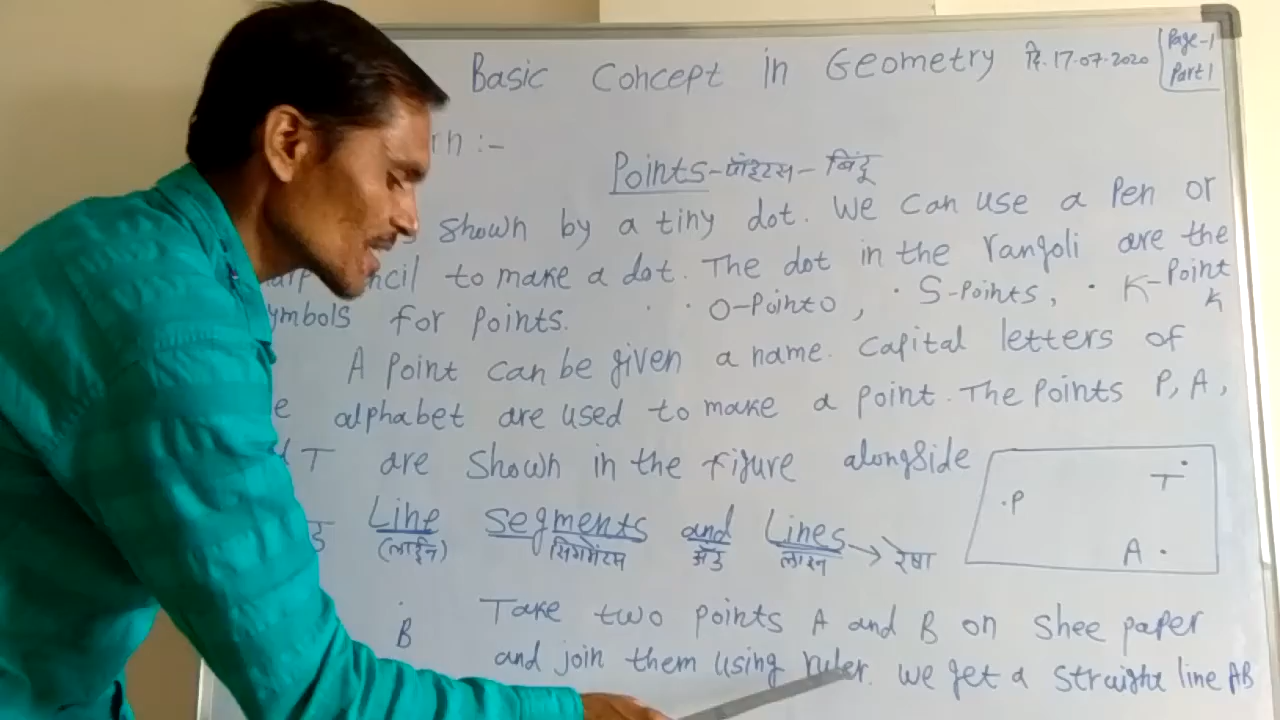 Basic Concept in Geometry दि. 17.07.2020 Page-1 Part 1
rn :-
Points-पॉइंटस-बिंदू
shown by a tiny dot. We can use a Pen or
ncil to make a dot. The dot in the rangoli are the
ymbols for points. · · O-Point O, · S-Points, · K-Point K
A point can be given a name. Capital letters of
e alphabet are used to make a point. The points P, A,
T are shown in the figure alongside
· P T A ·
Line segments and Lines → रेषा
(लाईन) सिगमेंटस अँड लाइन
B Take two points A and B on shee paper
and join them using ruler. We get a straight line AB